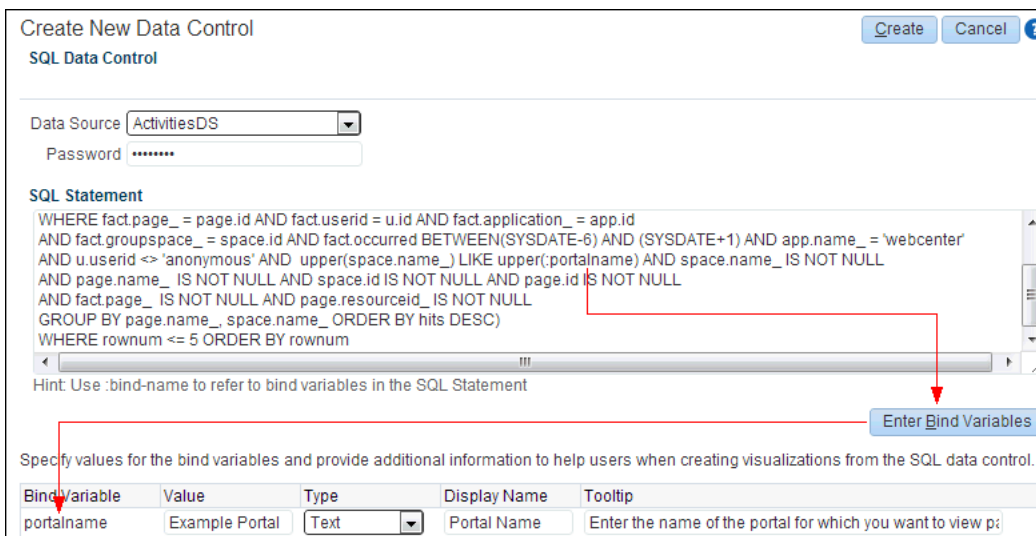 Create New Data Control
Create
Cancel
?
SQL Data Control
Data Source ActivitiesDS
Password ••••••••
SQL Statement
WHERE fact.page_ = page.id AND fact.userid = u.id AND fact.application_ = app.id
AND fact.groupspace_ = space.id AND fact.occurred BETWEEN(SYSDATE-6) AND (SYSDATE+1) AND app.name_ = 'webcenter'
AND u.userid <> 'anonymous' AND upper(space.name_) LIKE upper(:portalname) AND space.name_ IS NOT NULL
AND page.name_ IS NOT NULL AND space.id IS NOT NULL AND page.id IS NOT NULL
AND fact.page_ IS NOT NULL AND page.resourceid_ IS NOT NULL
GROUP BY page.name_, space.name_ ORDER BY hits DESC)
WHERE rownum <= 5 ORDER BY rownum
Hint: Use :bind-name to refer to bind variables in the SQL Statement
Enter Bind Variables
Specify values for the bind variables and provide additional information to help users when creating visualizations from the SQL data control.
Bind Variable Value Type Display Name Tooltip
portalname Example Portal Text Portal Name Enter the name of the portal for which you want to view